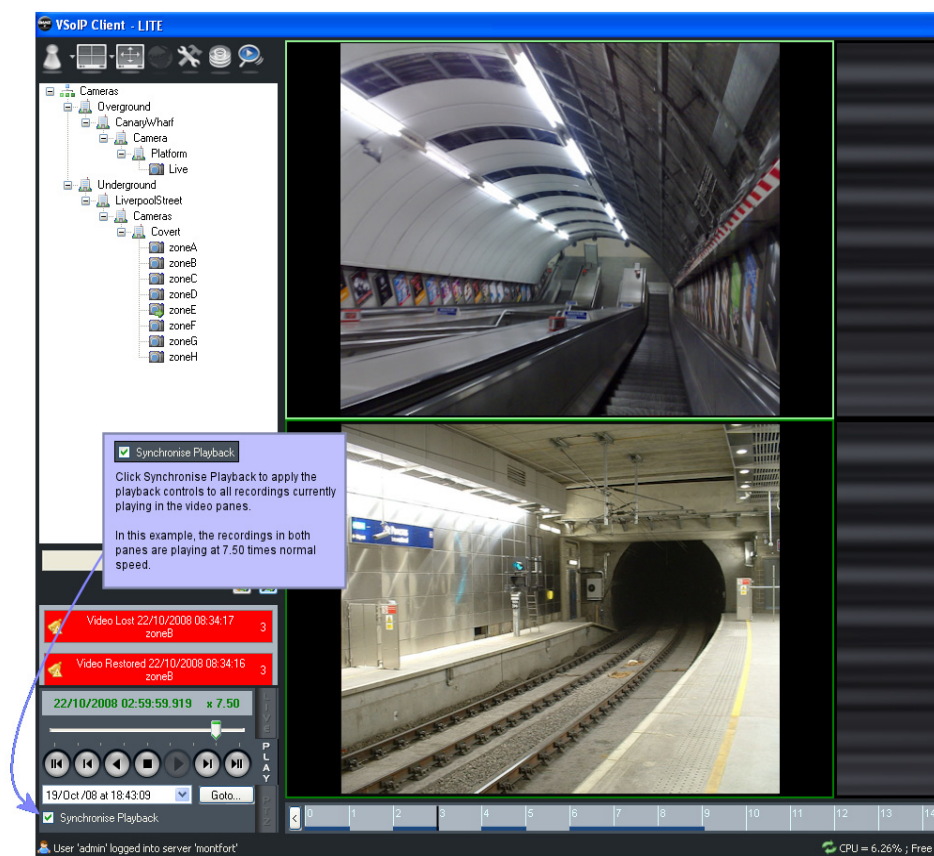 VSoIP Client - LITE
Cameras
Overground
CanaryWharf
Camera
Platform
Live
Underground
LiverpoolStreet
Cameras
Covert
zoneA
zoneB
zoneC
zoneD
zoneE
zoneF
zoneG
zoneH
Synchronise Playback
Click Synchronise Playback to apply the
playback controls to all recordings currently
playing in the video panes.
In this example, the recordings in both
panes are playing at 7.50 times normal
speed.
Video Lost 22/10/2008 08:34:17
zoneB
3
Video Restored 22/10/2008 08:34:16
zoneB
3
22/10/2008 02:59:59.919 x 7.50
LIVE
PLAY
PTZ
19/Oct /08 at 18:43:09
Goto...
Synchronise Playback
0 1 2 3 4 5 6 7 8 9 10 11 12 13 14
User 'admin' logged into server 'montfort'
CPU = 6.26% ; Free